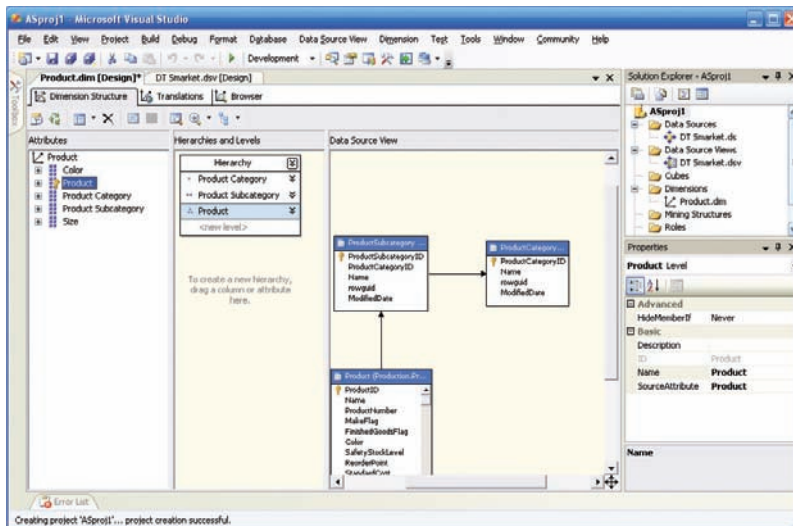 ASproj1 - Microsoft Visual Studio
File Edit View Project Build Debug Format Database Data Source View Dimension Test Tools Window Community Help
Development
Product.dim [Design]* DT Smarket.dsv [Design]
Dimension Structure Translations Browser
Toolbox
Attributes
Product
Color
Product
Product Category
Product Subcategory
Size
Hierarchies and Levels
Hierarchy
Product Category
Product Subcategory
Product
<new level>
To create a new hierarchy,
drag a column or attribute
here.
Data Source View
ProductSubcategory ...
ProductSubcategoryID
ProductCategoryID
Name
rowguid
ModifiedDate
ProductCategory ...
ProductCategoryID
Name
rowguid
ModifiedDate
Product (Production.Pr...
ProductID
Name
ProductNumber
MakeFlag
FinishedGoodsFlag
Color
SafetyStockLevel
ReorderPoint
StandardCost
Solution Explorer - ASproj1
ASproj1
Data Sources
DT Smarket.ds
Data Source Views
DT Smarket.dsv
Cubes
Dimensions
Product.dim
Mining Structures
Roles
Properties
Product Level
Advanced
HideMemberIf Never
Basic
Description
ID Product
Name Product
SourceAttribute Product
Name
Error List
Creating project "ASproj1"... project creation successful.